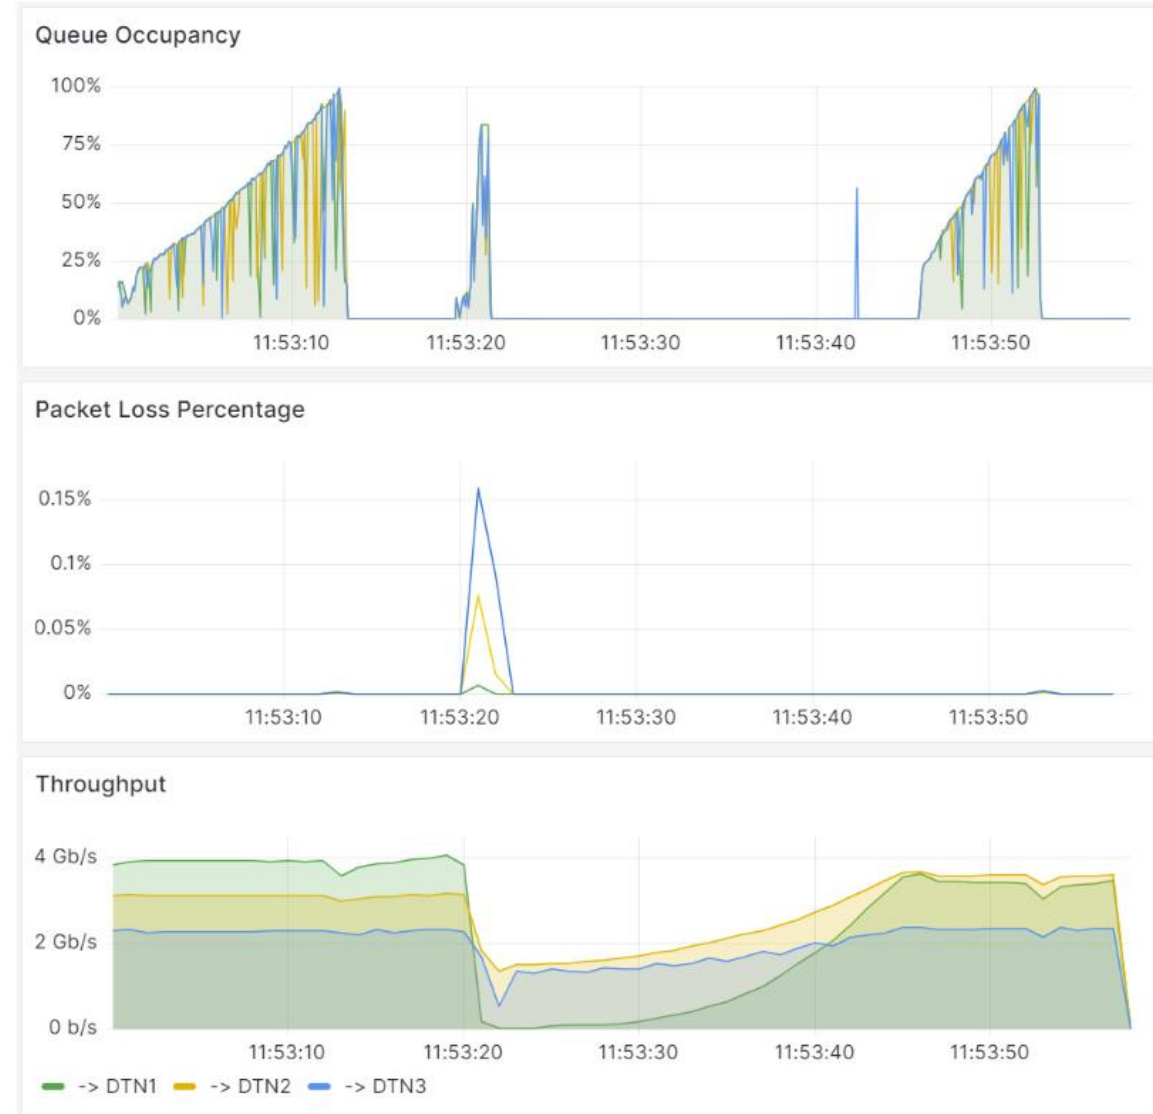 Queue Occupancy
100%
75%
50%
25%
0%
11:53:10 11:53:20 11:53:30 11:53:40 11:53:50
Packet Loss Percentage
0.15%
0.1%
0.05%
0%
11:53:10 11:53:20 11:53:30 11:53:40 11:53:50
Throughput
4 Gb/s
2 Gb/s
0 b/s
11:53:10 11:53:20 11:53:30 11:53:40 11:53:50
-> DTN1 -> DTN2 -> DTN3